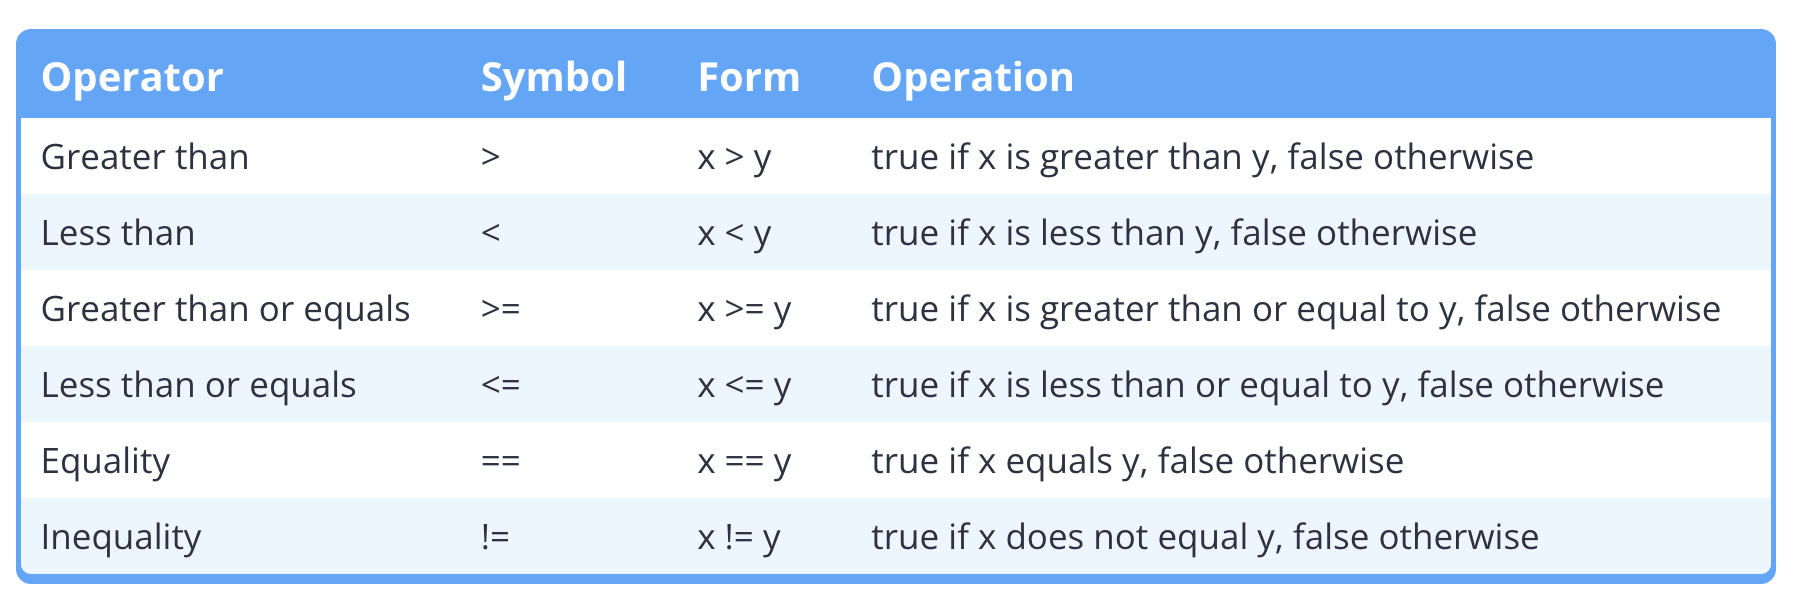 Operator Symbol Form Operation
Greater than > x > y true if x is greater than y, false otherwise
Less than < x < y true if x is less than y, false otherwise
Greater than or equals >= x >= y true if x is greater than or equal to y, false otherwise
Less than or equals <= x <= y true if x is less than or equal to y, false otherwise
Equality == x == y true if x equals y, false otherwise
Inequality != x != y true if x does not equal y, false otherwise